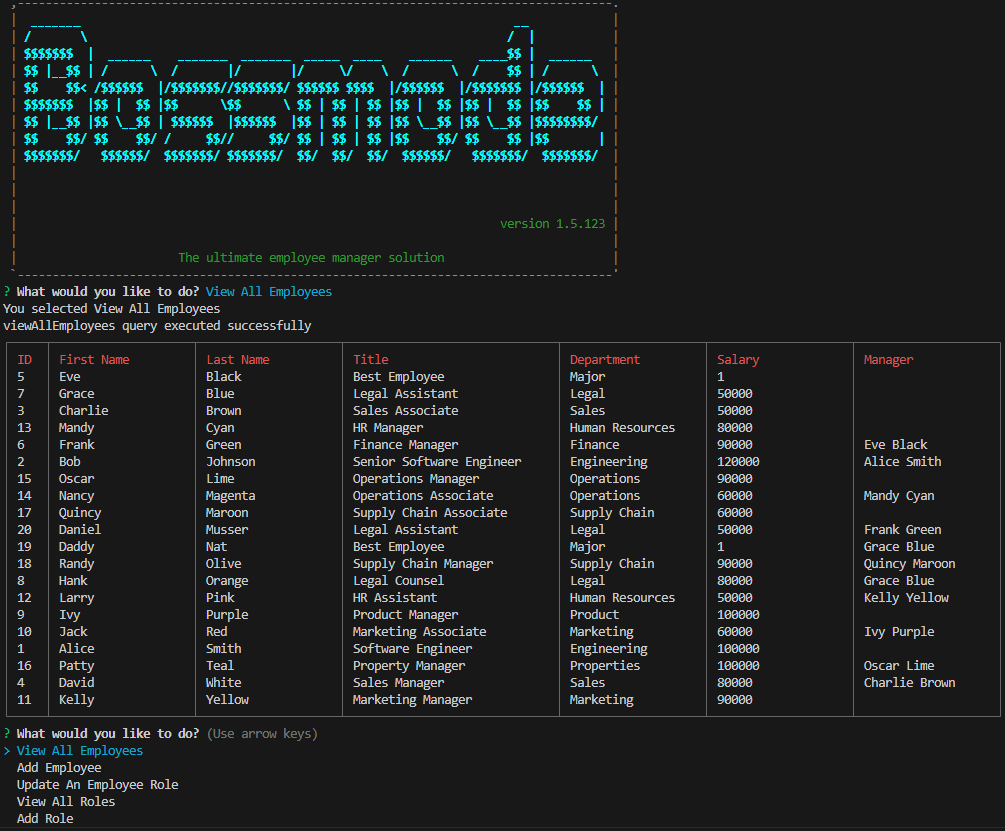 Bossmode
version 1.5.123
The ultimate employee manager solution
? What would you like to do? View All Employees
You selected View All Employees
viewAllEmployees query executed successfully
ID First Name Last Name Title Department Salary Manager
5 Eve Black Best Employee Major 1
7 Grace Blue Legal Assistant Legal 50000
3 Charlie Brown Sales Associate Sales 50000
13 Mandy Cyan HR Manager Human Resources 80000
6 Frank Green Finance Manager Finance 90000 Eve Black
2 Bob Johnson Senior Software Engineer Engineering 120000 Alice Smith
15 Oscar Lime Operations Manager Operations 90000
14 Nancy Magenta Operations Associate Operations 60000 Mandy Cyan
17 Quincy Maroon Supply Chain Associate Supply Chain 60000
20 Daniel Musser Legal Assistant Legal 50000 Frank Green
19 Daddy Nat Best Employee Major 1 Grace Blue
18 Randy Olive Supply Chain Manager Supply Chain 90000 Quincy Maroon
8 Hank Orange Legal Counsel Legal 80000 Grace Blue
12 Larry Pink HR Assistant Human Resources 50000 Kelly Yellow
9 Ivy Purple Product Manager Product 100000
10 Jack Red Marketing Associate Marketing 60000 Ivy Purple
1 Alice Smith Software Engineer Engineering 100000
16 Patty Teal Property Manager Properties 100000 Oscar Lime
4 David White Sales Manager Sales 80000 Charlie Brown
11 Kelly Yellow Marketing Manager Marketing 90000
? What would you like to do? (Use arrow keys)
> View All Employees
Add Employee
Update An Employee Role
View All Roles
Add Role